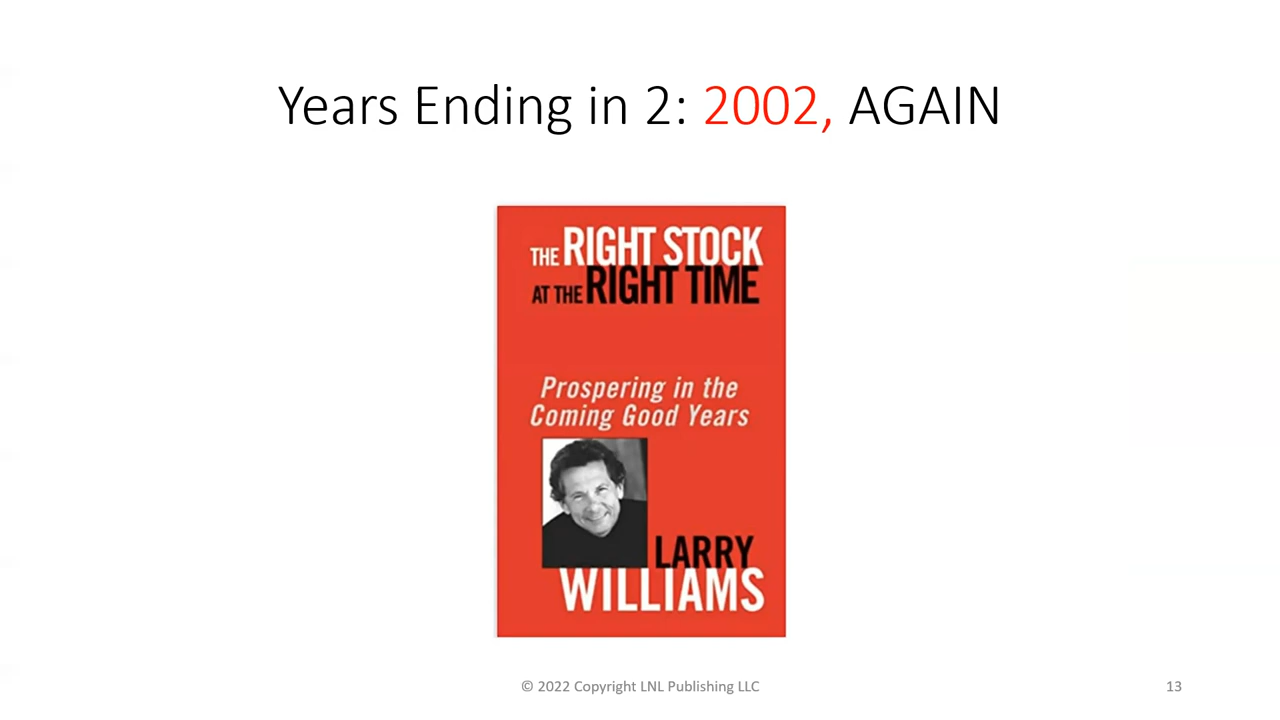 Years Ending in 2: 2002, AGAIN
THE RIGHT STOCK
AT THE RIGHT TIME
Prospering in the
Coming Good Years
LARRY
WILLIAMS
© 2022 Copyright LNL Publishing LLC
13